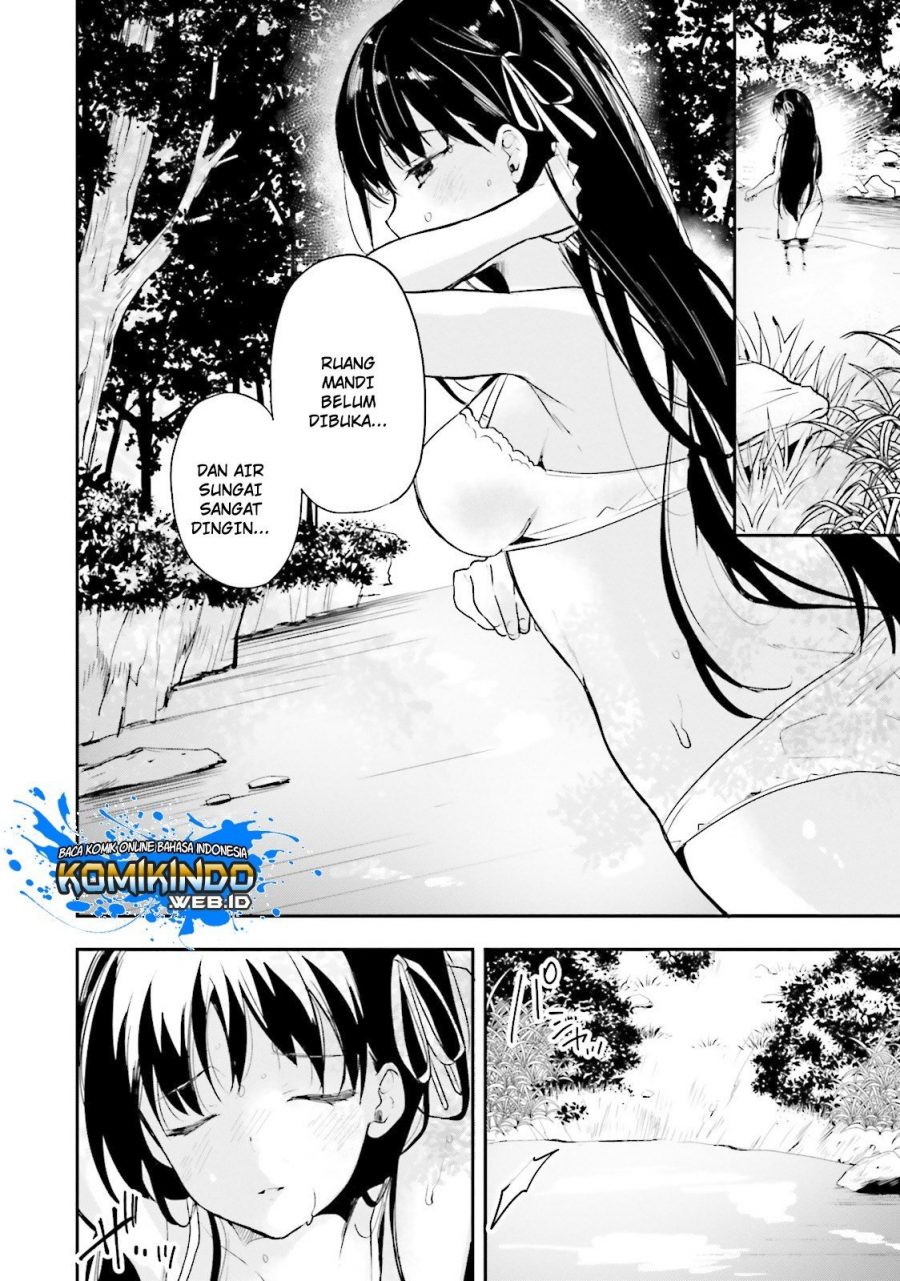 RUANG
MANDI
BELUM
DIBUKA...
DAN AIR
SUNGAI
SANGAT
DINGIN...
BACA KOMIK ONLINE BAHASA INDONESIA
KOMIKINDO
.WEB.ID